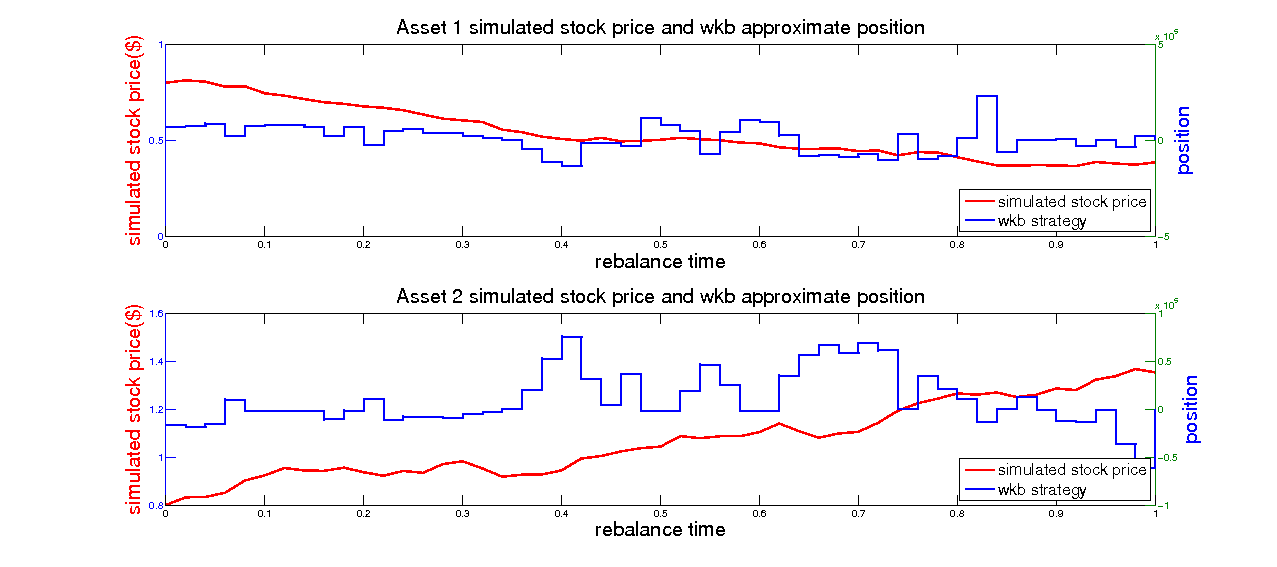 Asset 1 simulated stock price and wkb approximate position
simulated stock price($)
1
0.5
0
x 10^5
5
0
-5
position
simulated stock price
wkb strategy
0 0.1 0.2 0.3 0.4 0.5 0.6 0.7 0.8 0.9 1
rebalance time
Asset 2 simulated stock price and wkb approximate position
simulated stock price($)
1.6
1.4
1.2
1
0.8
1
0.5
0
-0.5
-1
position
simulated stock price
wkb strategy
0 0.1 0.2 0.3 0.4 0.5 0.6 0.7 0.8 0.9 1
rebalance time